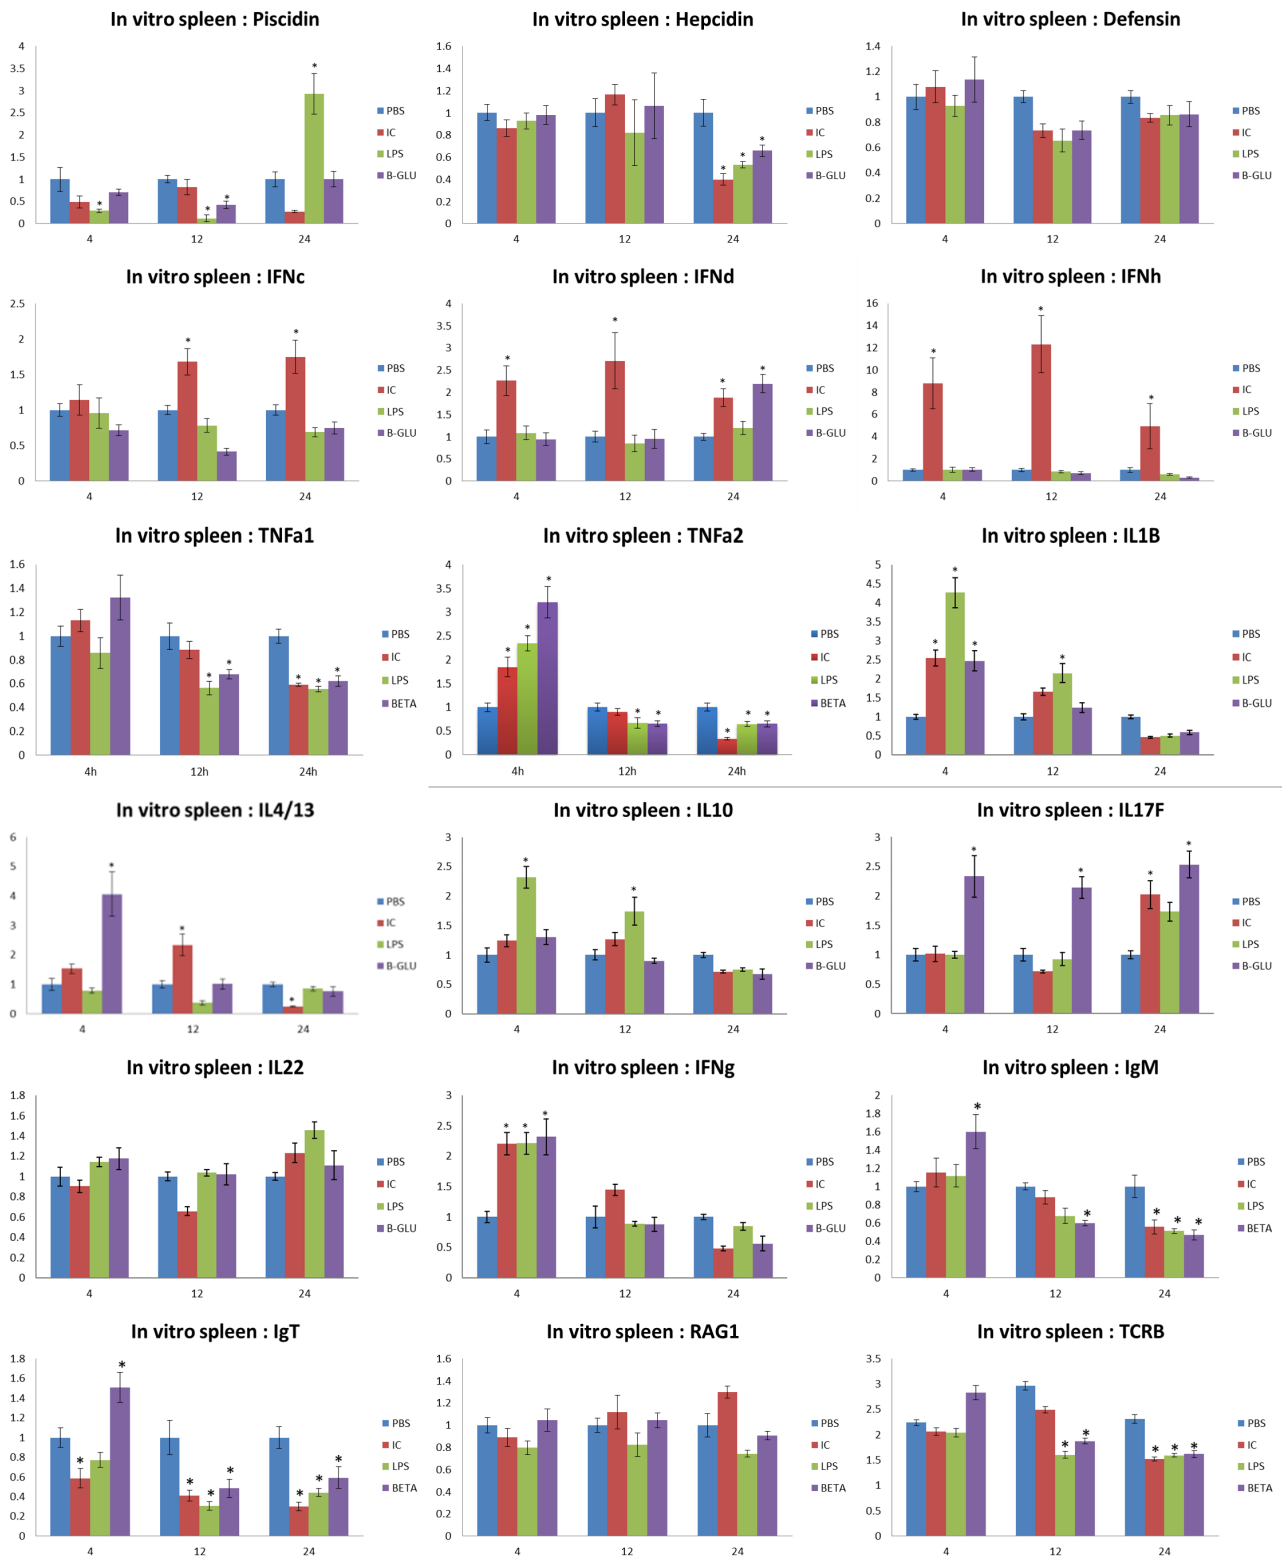 In vitro spleen : Piscidin
4
3.5
3
2.5
2
1.5
1
0.5
0
4 12 24
PBS
IC
LPS
B-GLU
* * * *
In vitro spleen : Hepcidin
1.6
1.4
1.2
1
0.8
0.6
0.4
0.2
0
4 12 24
PBS
IC
LPS
B-GLU
* * *
In vitro spleen : Defensin
1.4
1.2
1
0.8
0.6
0.4
0.2
0
4 12 24
PBS
IC
LPS
B-GLU
In vitro spleen : IFNc
2.5
2
1.5
1
0.5
0
4 12 24
PBS
IC
LPS
B-GLU
* *
In vitro spleen : IFNd
4
3.5
3
2.5
2
1.5
1
0.5
0
4 12 24
PBS
IC
LPS
B-GLU
* * * *
In vitro spleen : IFNh
16
14
12
10
8
6
4
2
0
4 12 24
PBS
IC
LPS
B-GLU
* * *
In vitro spleen : TNFa1
1.6
1.4
1.2
1
0.8
0.6
0.4
0.2
0
4h 12h 24h
PBS
IC
LPS
BETA
* * * * *
In vitro spleen : TNFa2
4
3.5
3
2.5
2
1.5
1
0.5
0
4h 12h 24h
PBS
IC
LPS
BETA
* * * * * * * *
In vitro spleen : IL1B
5
4.5
4
3.5
3
2.5
2
1.5
1
0.5
0
4 12 24
PBS
IC
LPS
B-GLU
* * * *
In vitro spleen : IL4/13
6
5
4
3
2
1
0
4 12 24
PBS
IC
LPS
B-GLU
* * *
In vitro spleen : IL10
3
2.5
2
1.5
1
0.5
0
4 12 24
PBS
IC
LPS
B-GLU
* *
In vitro spleen : IL17F
3
2.5
2
1.5
1
0.5
0
4 12 24
PBS
IC
LPS
B-GLU
* * * *
In vitro spleen : IL22
1.8
1.6
1.4
1.2
1
0.8
0.6
0.4
0.2
0
4 12 24
PBS
IC
LPS
B-GLU
In vitro spleen : IFNg
3
2.5
2
1.5
1
0.5
0
4 12 24
PBS
IC
LPS
B-GLU
* * *
In vitro spleen : IgM
2
1.8
1.6
1.4
1.2
1
0.8
0.6
0.4
0.2
0
4 12 24
PBS
IC
LPS
BETA
* * * * *
In vitro spleen : IgT
1.8
1.6
1.4
1.2
1
0.8
0.6
0.4
0.2
0
4 12 24
PBS
IC
LPS
BETA
* * * * * * * *
In vitro spleen : RAG1
1.6
1.4
1.2
1
0.8
0.6
0.4
0.2
0
4 12 24
PBS
IC
LPS
B-GLU
In vitro spleen : TCRB
3.5
3
2.5
2
1.5
1
0.5
0
4 12 24
PBS
IC
LPS
BETA
* * * * *